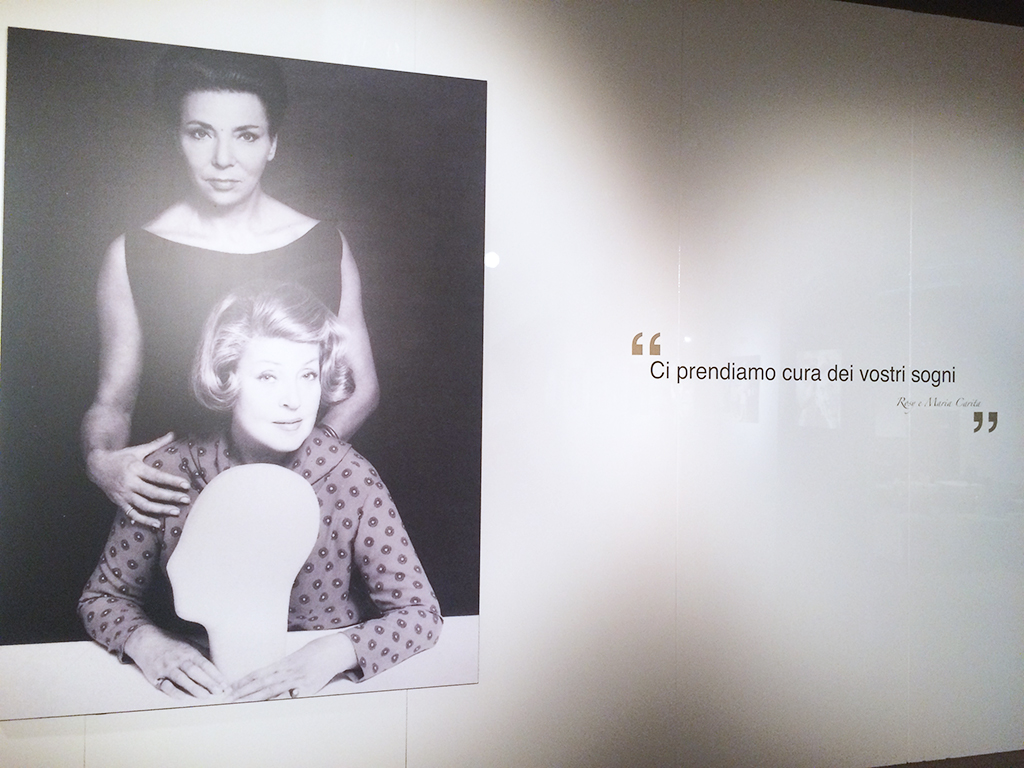 “
Ci prendiamo cura dei vostri sogni
Rosy e Maria Carita
”